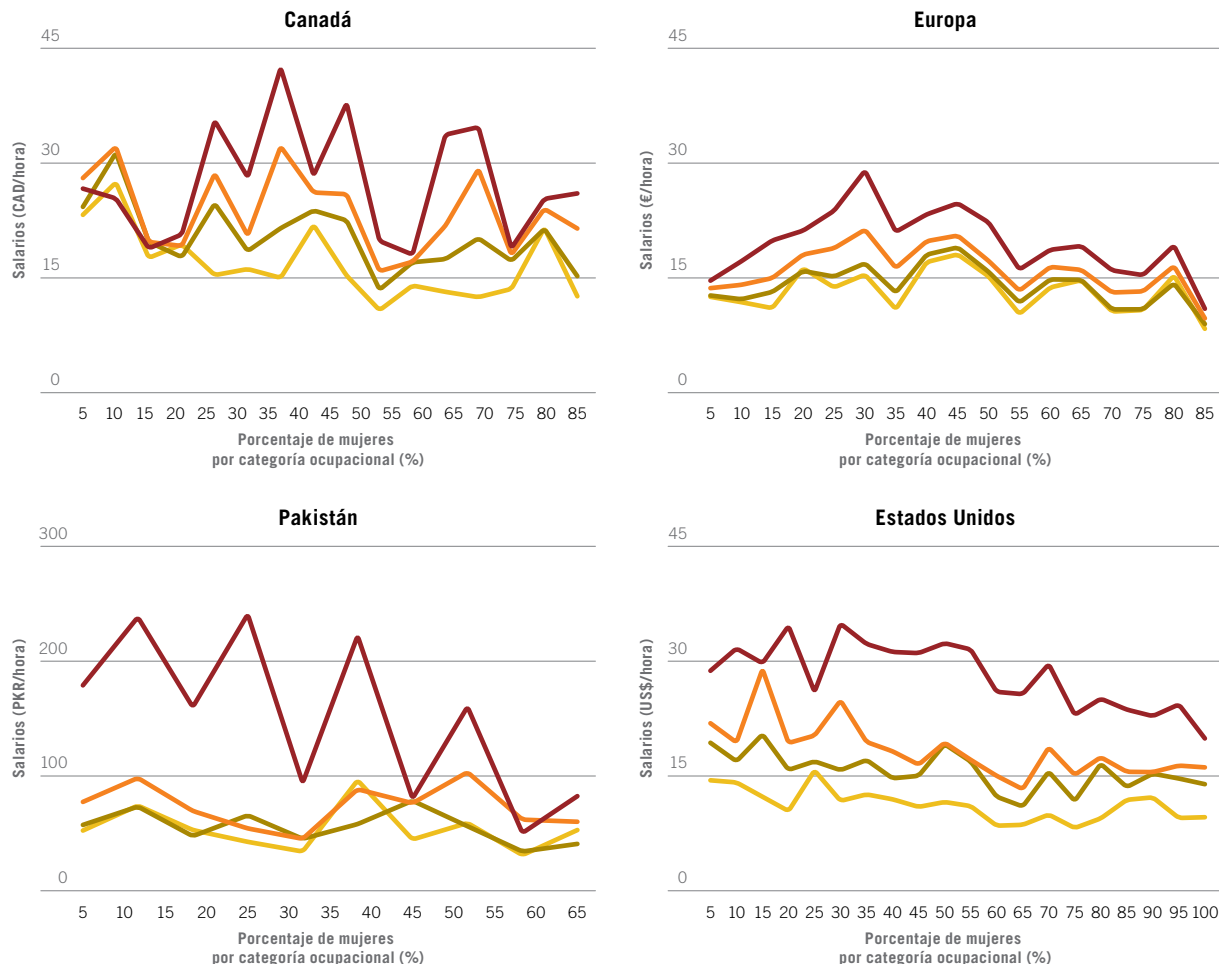 Canadá
45
30
15
0
Salarios (CAD/hora)
5 10 15 20 25 30 35 40 45 50 55 60 65 70 75 80 85
Porcentaje de mujeres
por categoría ocupacional (%)
Europa
45
30
15
0
Salarios (€/hora)
5 10 15 20 25 30 35 40 45 50 55 60 65 70 75 80 85
Porcentaje de mujeres
por categoría ocupacional (%)
Pakistán
300
200
100
0
Salarios (PKR/hora)
5 10 15 20 25 30 35 40 45 50 55 60 65
Porcentaje de mujeres
por categoría ocupacional (%)
Estados Unidos
45
30
15
0
Salarios (US$/hora)
5 10 15 20 25 30 35 40 45 50 55 60 65 70 75 80 85 90 95 100
Porcentaje de mujeres
por categoría ocupacional (%)